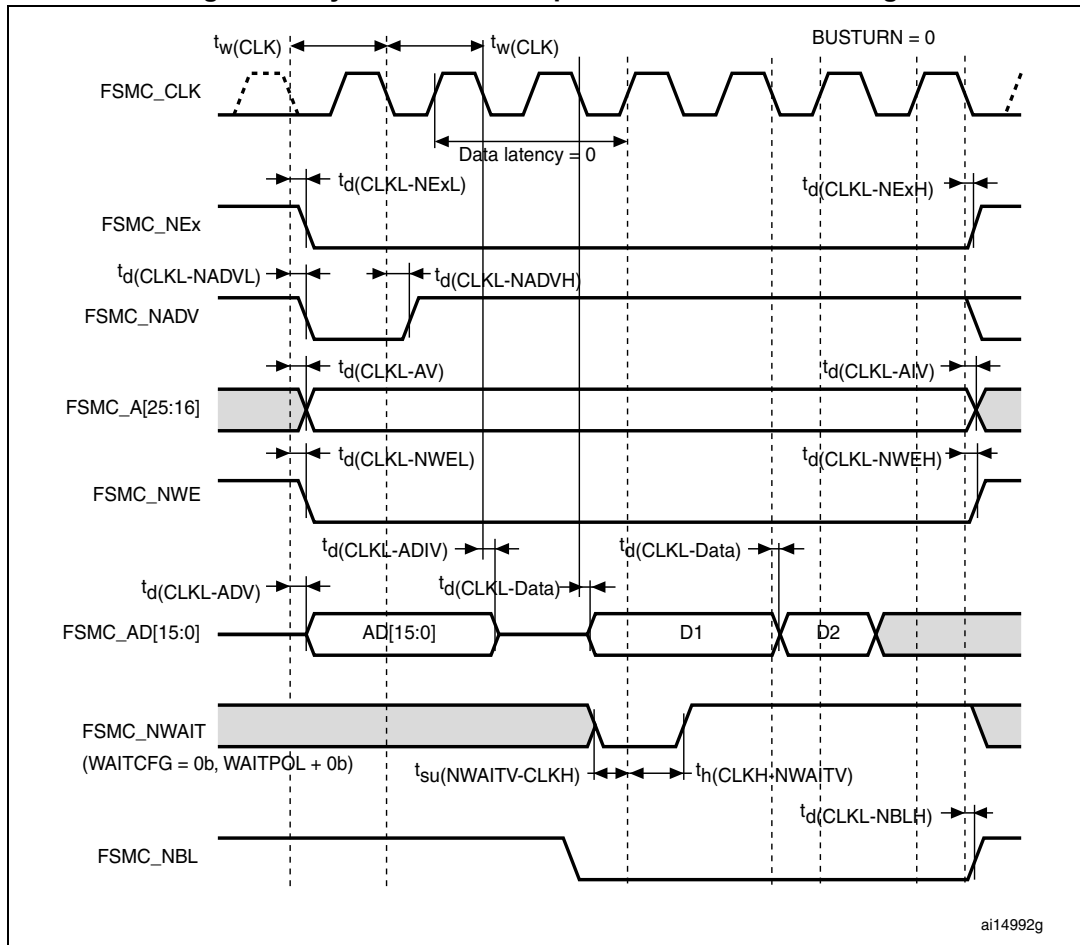 BUSTURN = 0
tw(CLK) tw(CLK)
FSMC_CLK
Data latency = 0
td(CLKL-NExL) td(CLKL-NExH)
FSMC_NEx
td(CLKL-NADVL) td(CLKL-NADVH)
FSMC_NADV
td(CLKL-AV) td(CLKL-AIV)
FSMC_A[25:16]
td(CLKL-NWEL) td(CLKL-NWEH)
FSMC_NWE
td(CLKL-ADIV) td(CLKL-Data)
td(CLKL-ADV) td(CLKL-Data)
FSMC_AD[15:0] AD[15:0] D1 D2
FSMC_NWAIT
(WAITCFG = 0b, WAITPOL + 0b)
tsu(NWAITV-CLKH) th(CLKH-NWAITV)
td(CLKL-NBLH)
FSMC_NBL
ai14992g